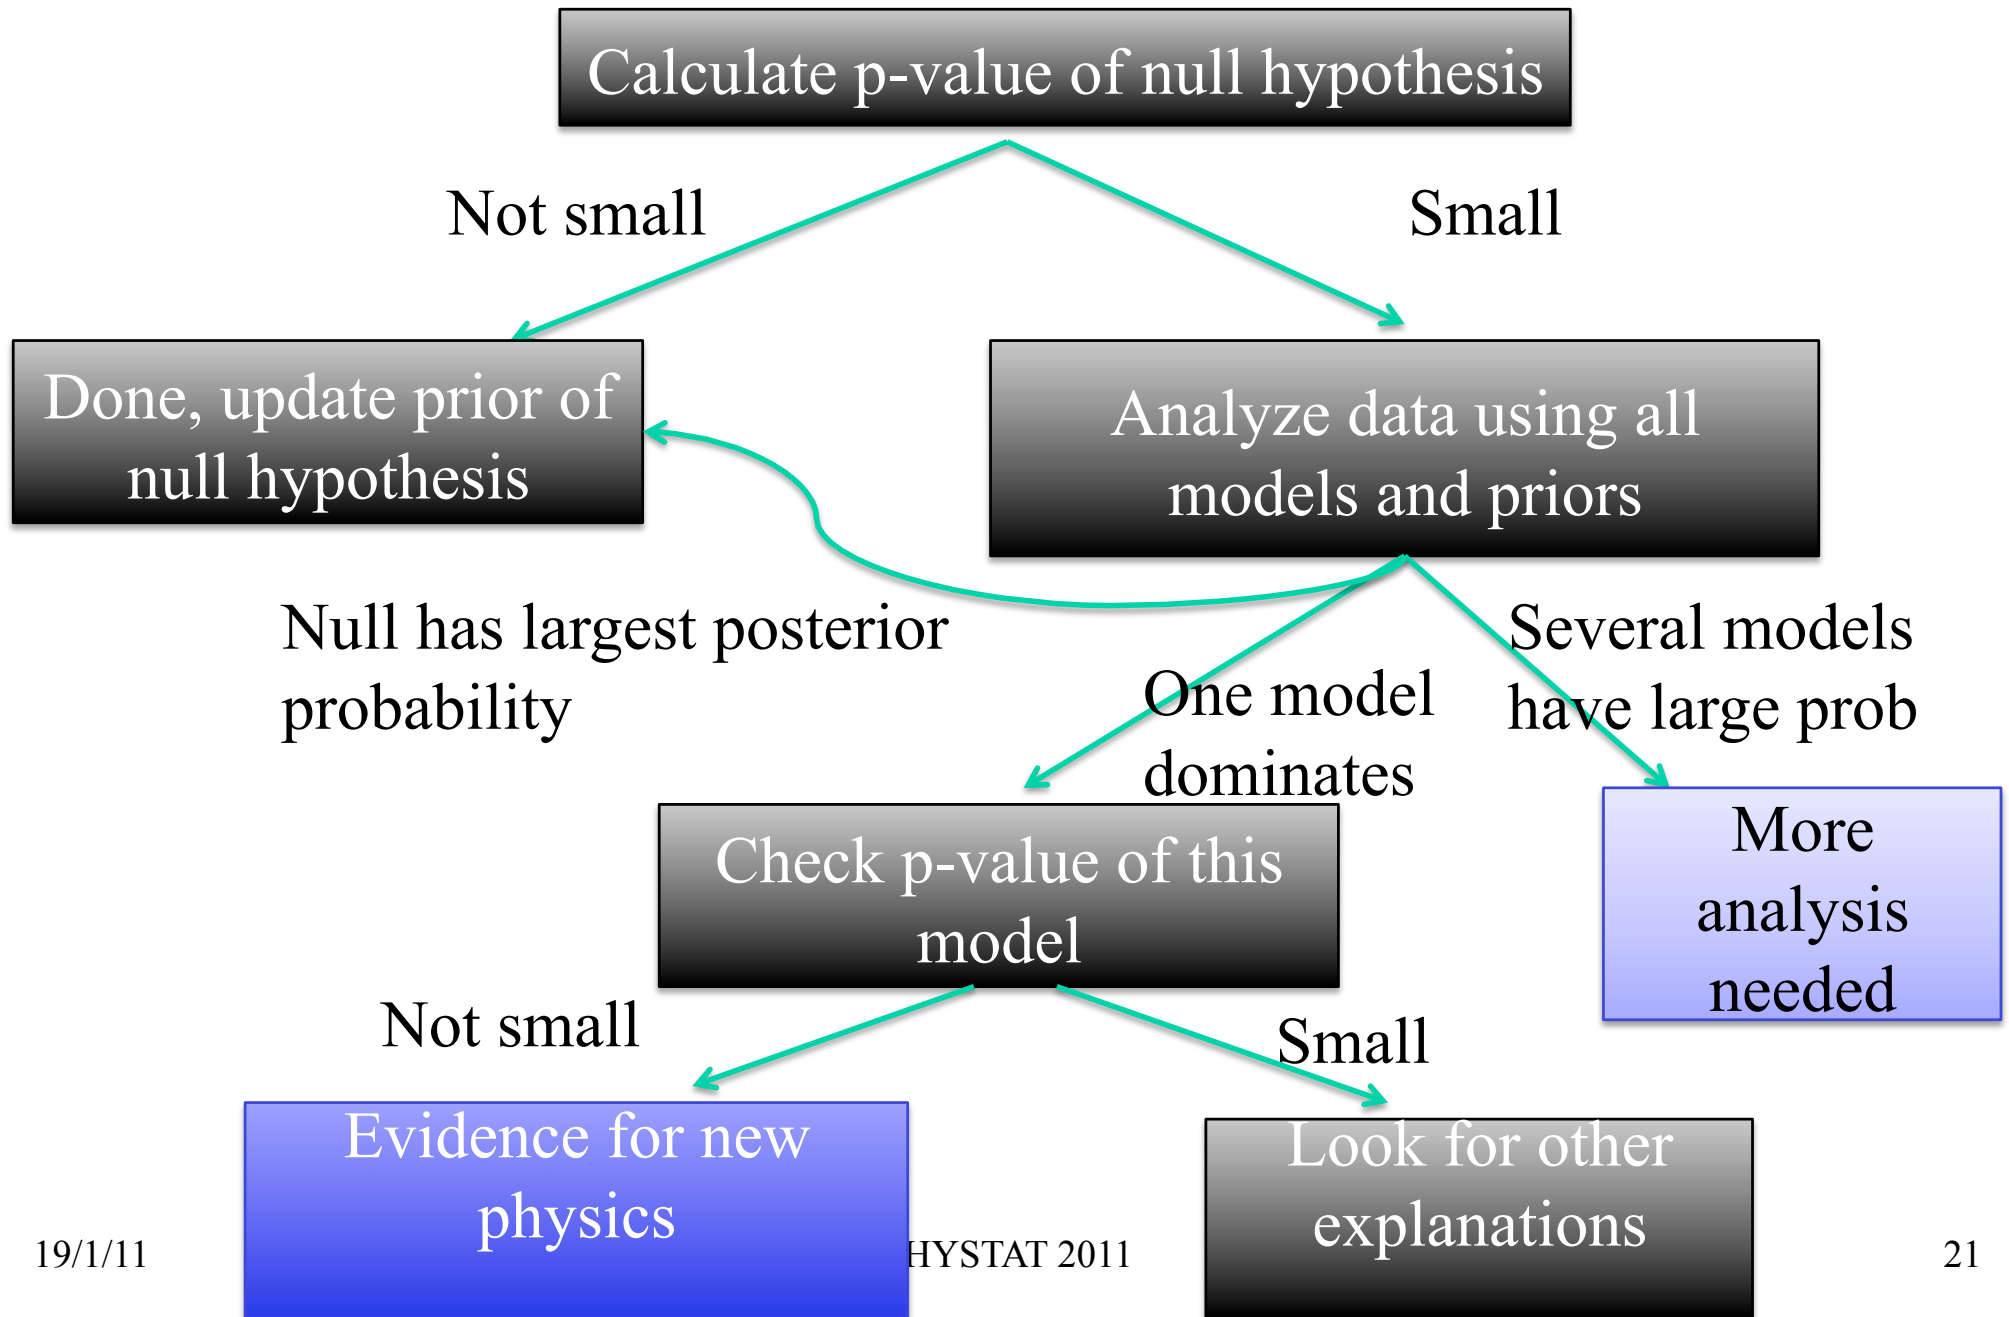 Calculate p-value of null hypothesis
Not small
Small
Done, update prior of
null hypothesis
Analyze data using all
models and priors
Null has largest posterior
probability
One model
dominates
Several models
have large prob
Check p-value of this
model
More
analysis
needed
Not small
Small
Evidence for new
physics
Look for other
explanations
19/1/11
HYSTAT 2011
21